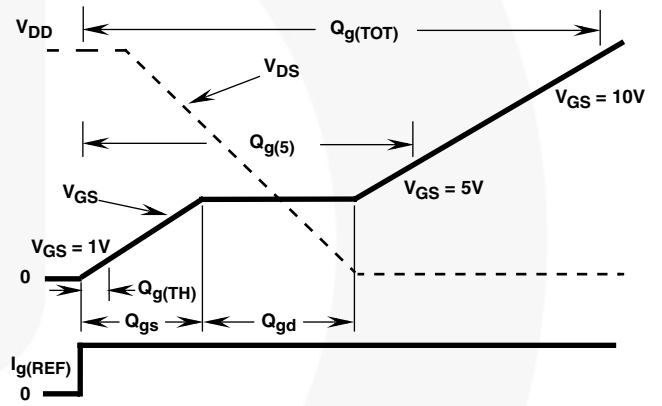 V_DD
Q_g(TOT)
V_DS
V_GS = 10V
Q_g(5)
V_GS
V_GS = 5V
V_GS = 1V
0
Q_g(TH)
Q_gs
Q_gd
I_g(REF)
0